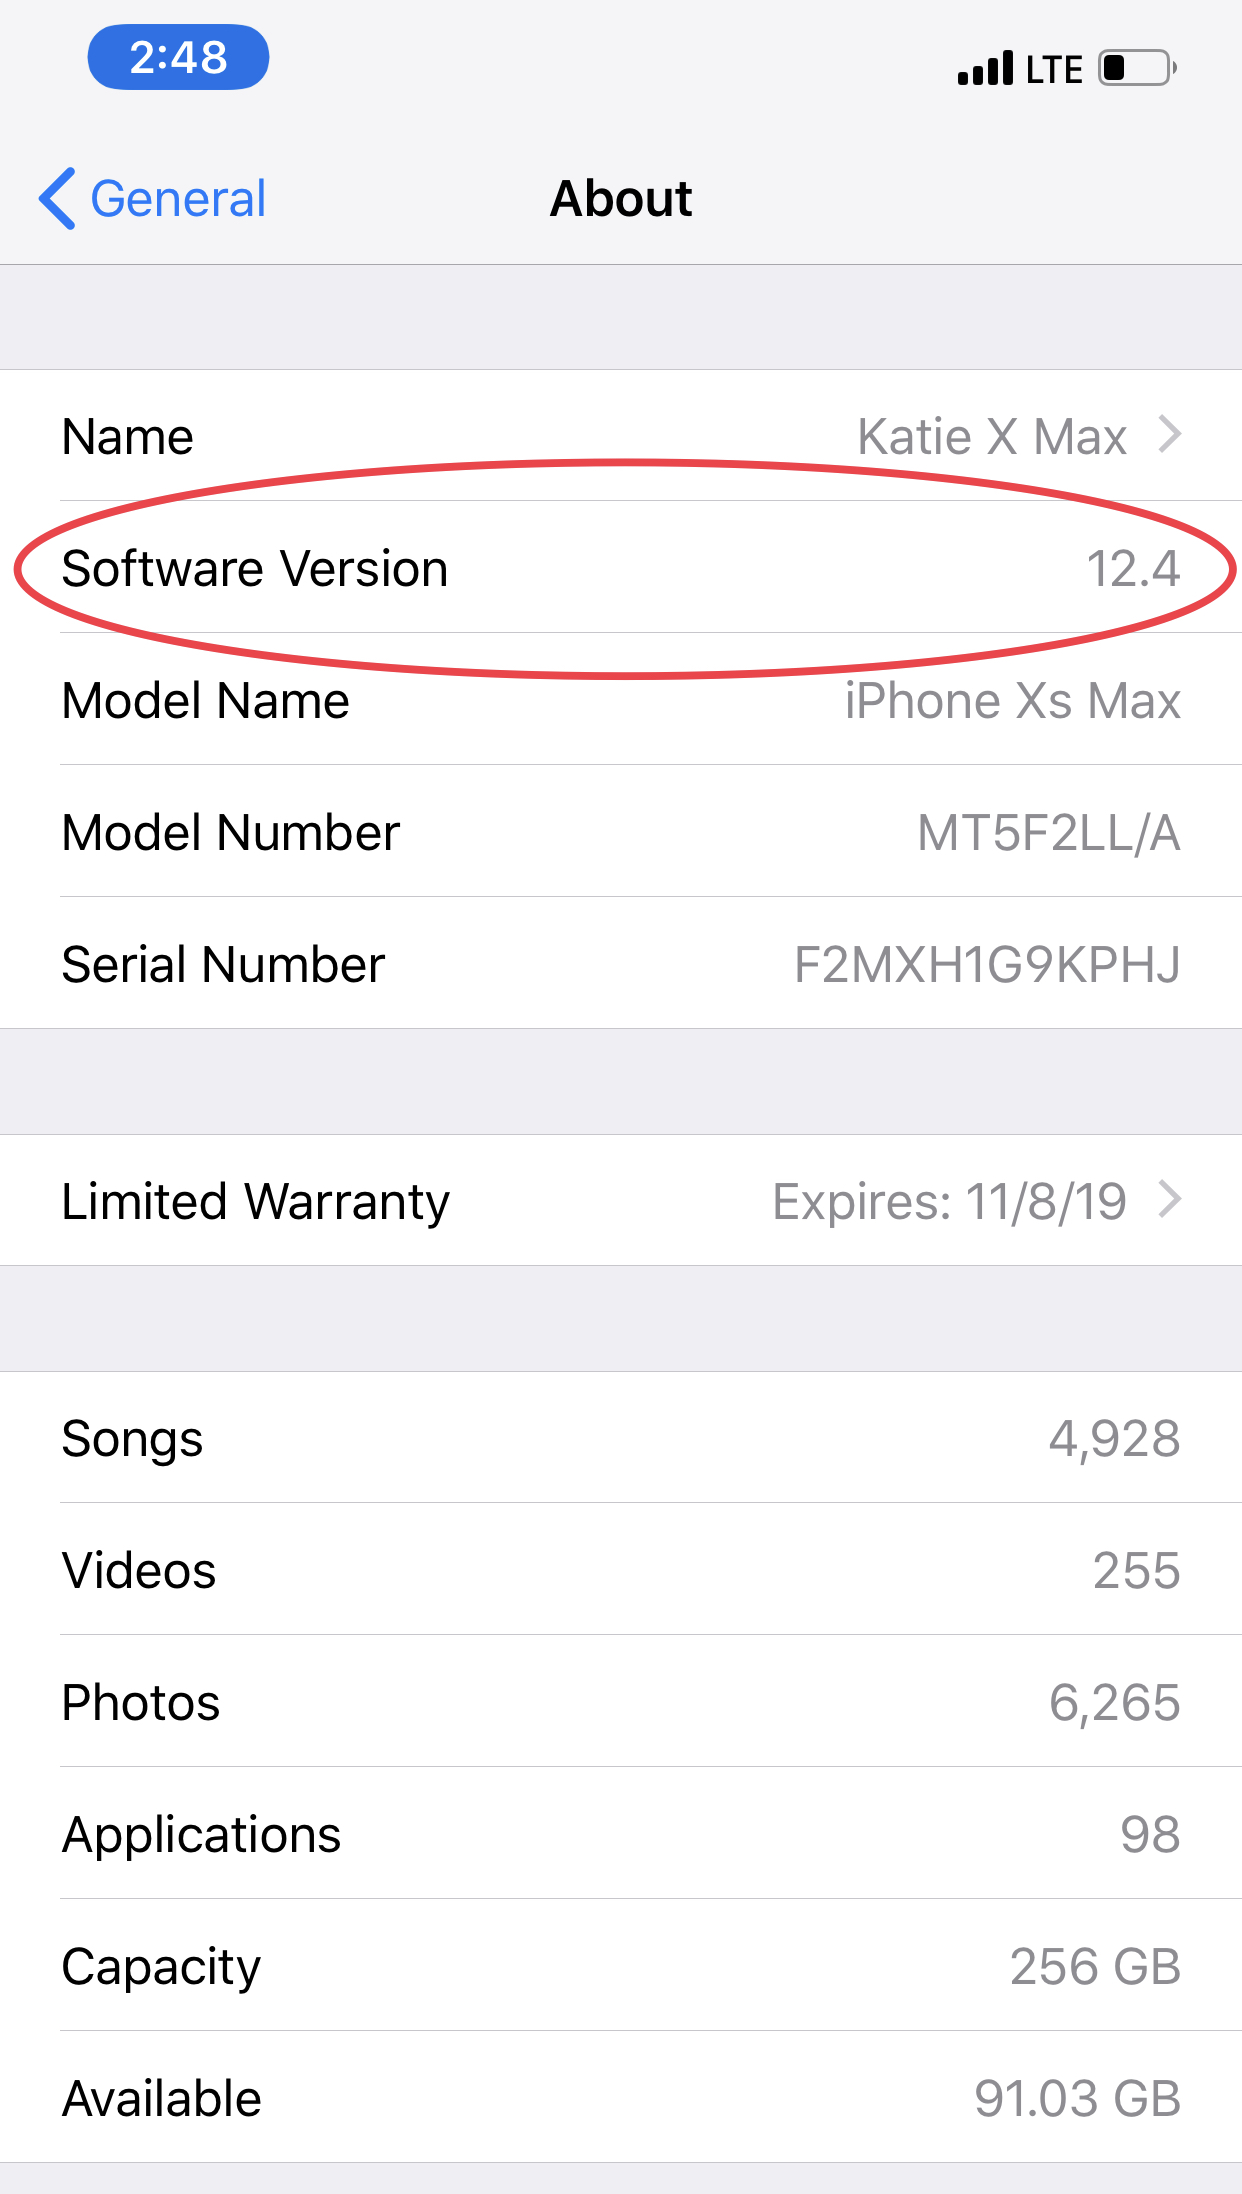 2:48 LTE
General About
Name Katie X Max
Software Version 12.4
Model Name iPhone Xs Max
Model Number MT5F2LL/A
Serial Number F2MXH1G9KPHJ
Limited Warranty Expires: 11/8/19
Songs 4,928
Videos 255
Photos 6,265
Applications 98
Capacity 256 GB
Available 91.03 GB